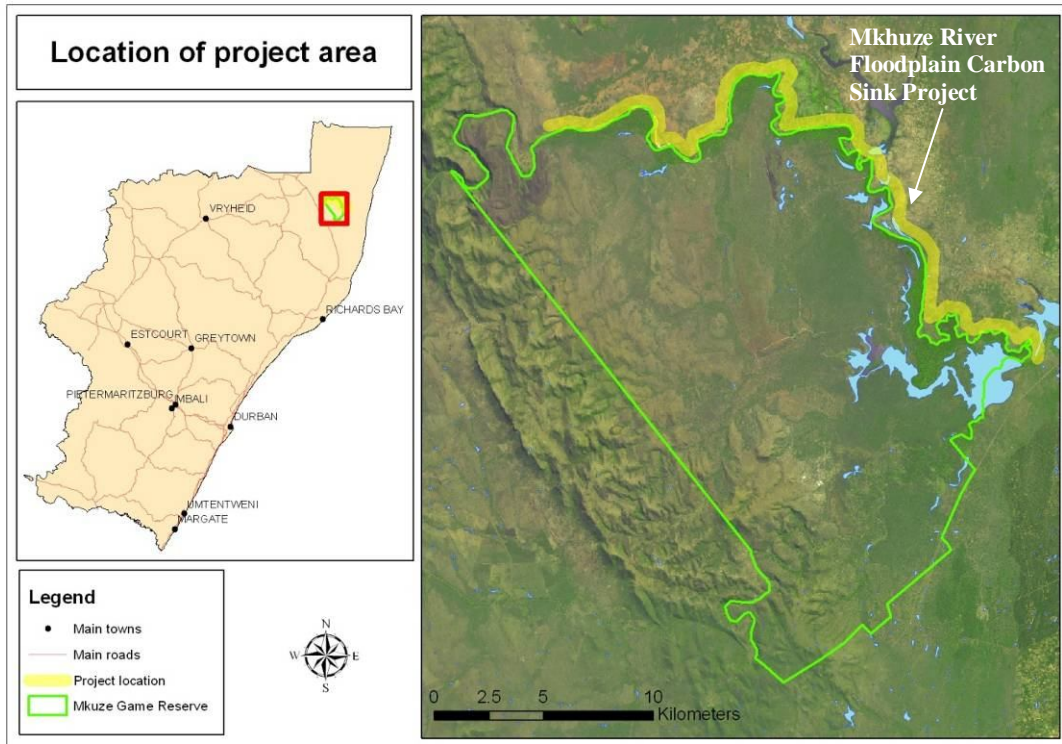 Location of project area
Mkhuze River
Floodplain Carbon
Sink Project
VRYHEID
RICHARDS BAY
ESTCOURT
GREYTOWN
PIETERMARITZBURG
IMBALI
DURBAN
UMTENTWENI
MARGATE
Legend
Main towns
Main roads
Project location
Mkuze Game Reserve
N
W E
S
0 2.5 5 10
Kilometers